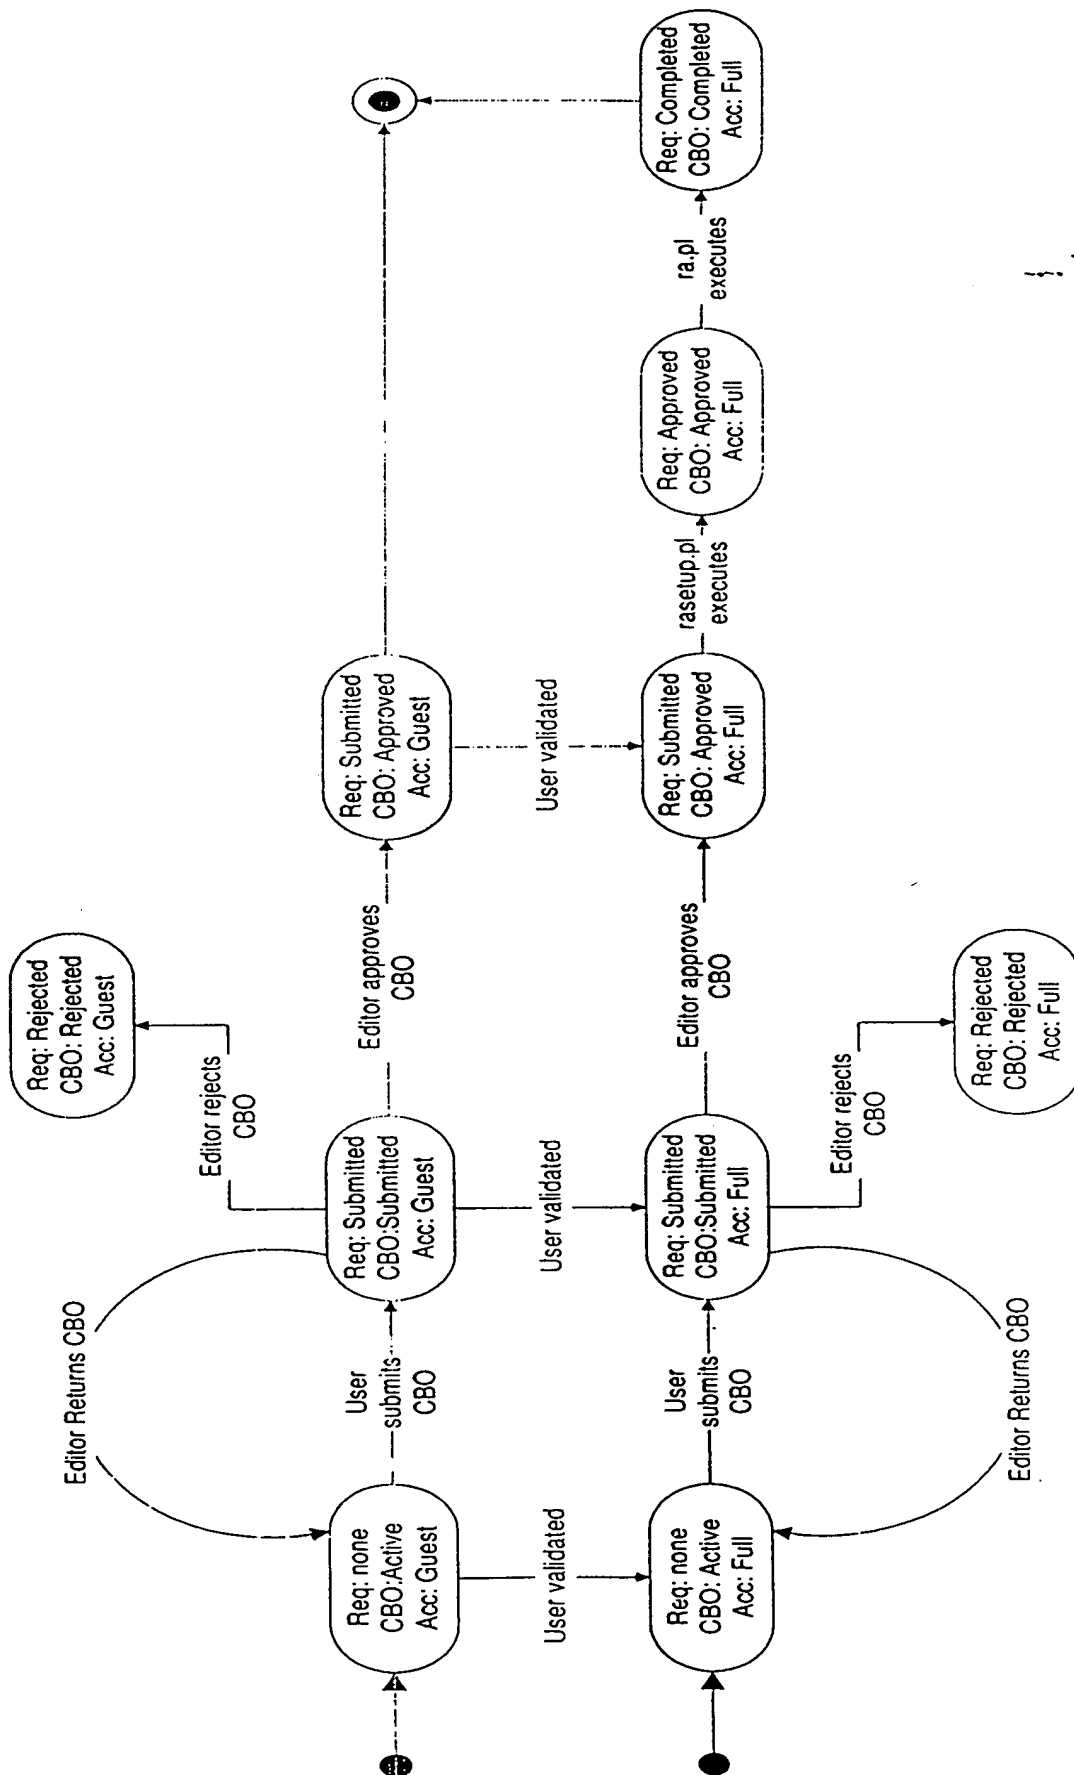 Req: Rejected
CBO: Rejected
Acc: Guest
Editor Returns CBO
Editor rejects
CBO
Req: none
CBO:Active
Acc: Guest
User
submits
CBO
Req: Submitted
CBO:Submitted
Acc: Guest
Editor approves
CBO
Req: Submitted
CBO: Approved
Acc: Guest
User validated
User validated
User validated
Req: none
CBO: Active
Acc: Full
User
submits
CBO
Req: Submitted
CBO:Submitted
Acc: Full
Editor approves
CBO
Req: Submitted
CBO: Approved
Acc: Full
rasetup.pl
executes
Req: Approved
CBO: Approved
Acc: Full
ra.pl
executes
Req: Completed
CBO: Completed
Acc: Full
Editor Returns CBO
Editor rejects
CBO
Req: Rejected
CBO: Rejected
Acc: Full